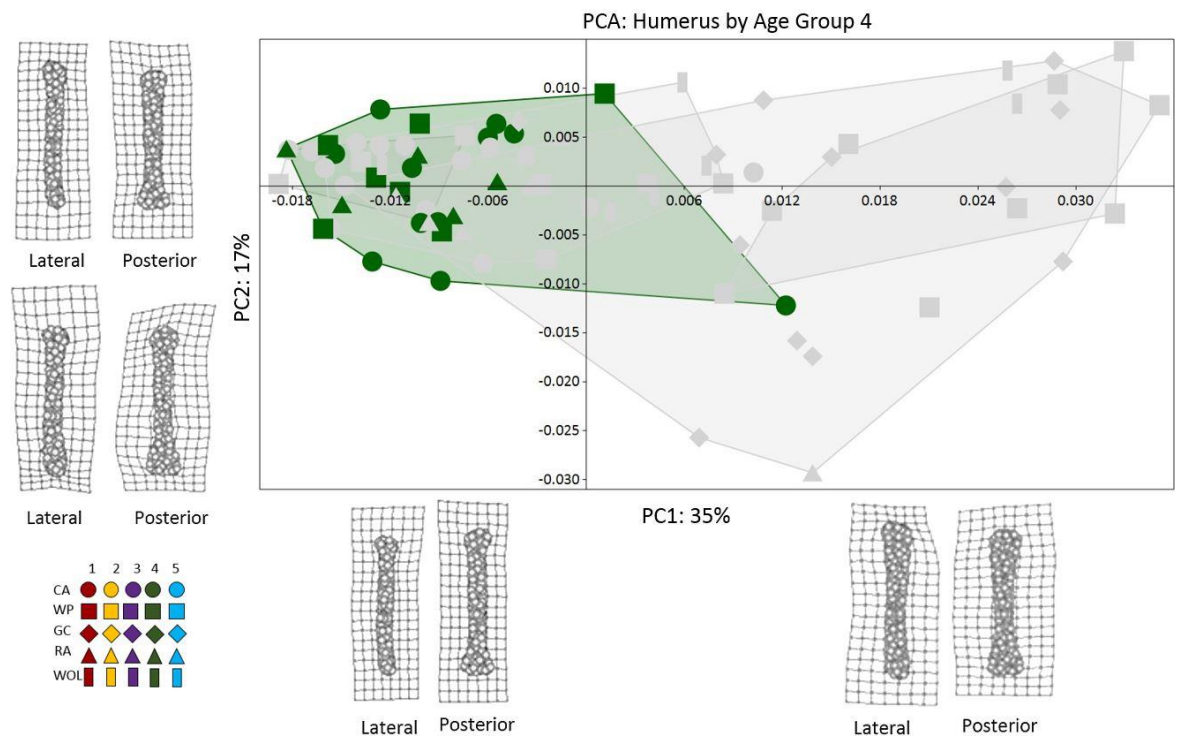 PCA: Humerus by Age Group 4
0.010
0.005
-0.018 -0.012 -0.006 0.006 0.012 0.018 0.024 0.030
-0.005
-0.010
-0.015
-0.020
-0.025
-0.030
PC2: 17%
PC1: 35%
Lateral Posterior
Lateral Posterior
Lateral Posterior
Lateral Posterior
1 2 3 4 5
CA
WP
GC
RA
WOL